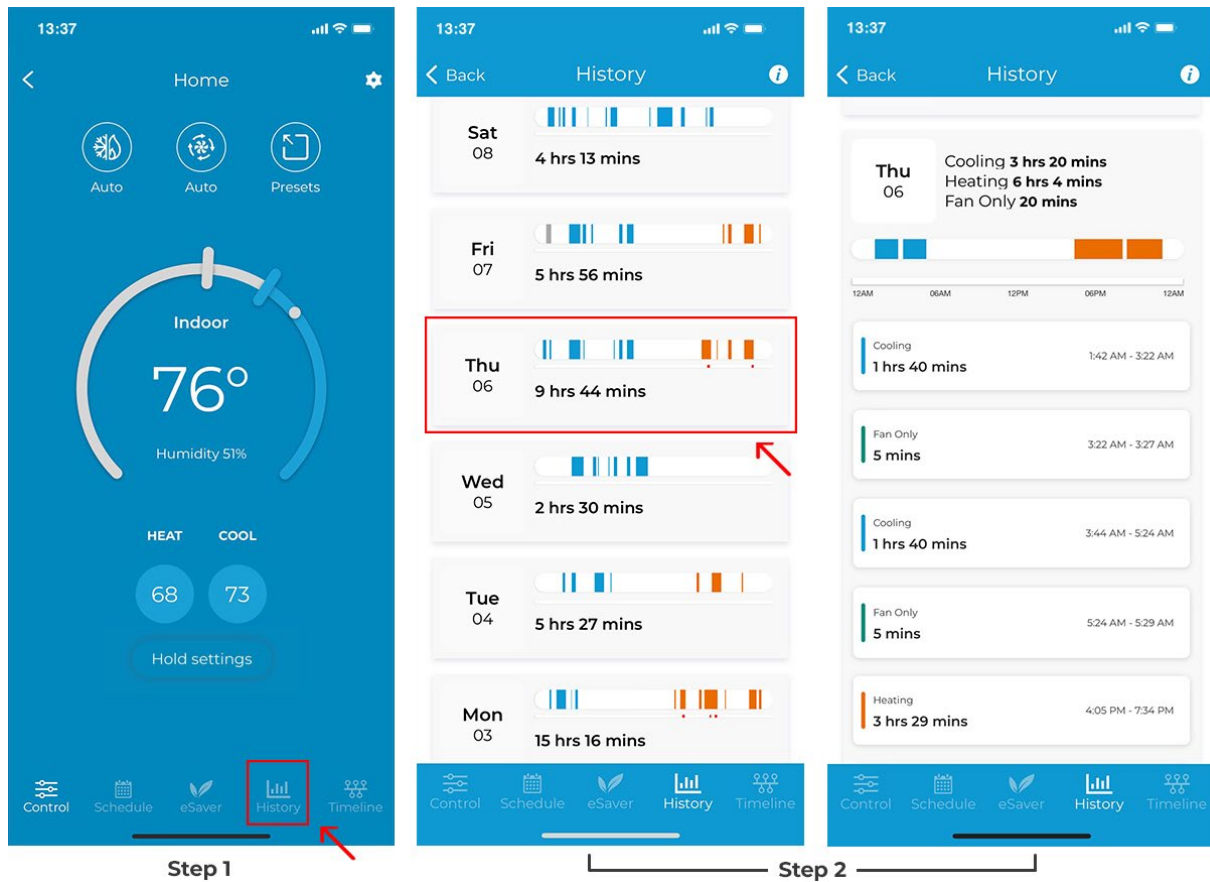 13:37
Home
Auto
Auto
Presets
Indoor
76°
Humidity 51%
HEAT COOL
68 73
Hold settings
Control Schedule eSaver History Timeline
Step 1
13:37
Back History
Sat
08
4 hrs 13 mins
Fri
07
5 hrs 56 mins
Thu
06
9 hrs 44 mins
Wed
05
2 hrs 30 mins
Tue
04
5 hrs 27 mins
Mon
03
15 hrs 16 mins
Control Schedule eSaver History Timeline
13:37
Back History
Thu
06
Cooling 3 hrs 20 mins
Heating 6 hrs 4 mins
Fan Only 20 mins
12AM 06AM 12PM 06PM 12AM
Cooling
1 hrs 40 mins
1:42 AM - 3:22 AM
Fan Only
5 mins
3:22 AM - 3:27 AM
Cooling
1 hrs 40 mins
3:44 AM - 5:24 AM
Fan Only
5 mins
5:24 AM - 5:29 AM
Heating
3 hrs 29 mins
4:05 PM - 7:34 PM
Control Schedule eSaver History Timeline
Step 2